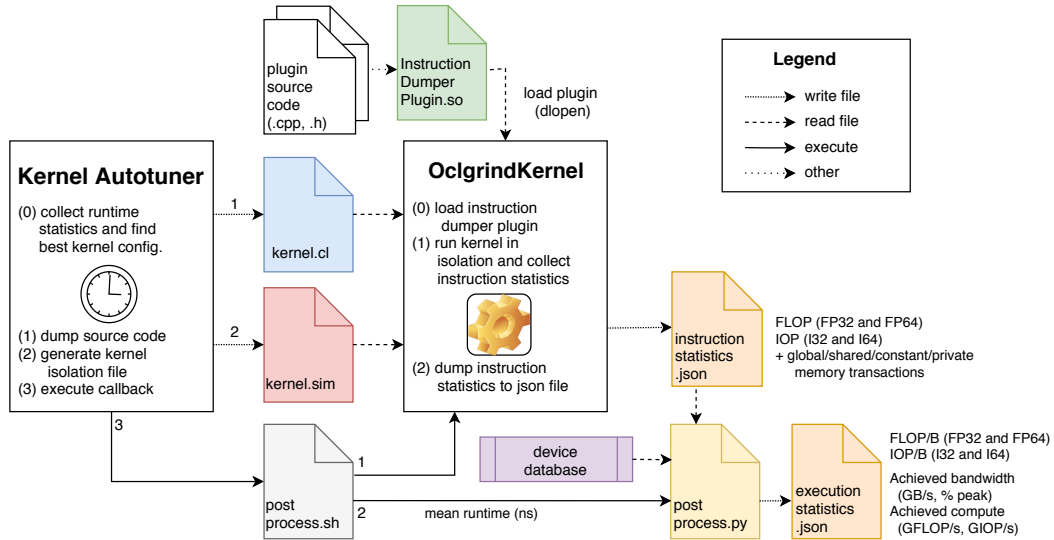 plugin
source
code
(.cpp, .h)
Instruction
Dumper
Plugin.so
load plugin
(dlopen)
Legend
write file
read file
execute
other
Kernel Autotuner
(0) collect runtime
statistics and find
best kernel config.
(1) dump source code
(2) generate kernel
isolation file
(3) execute callback
1
kernel.cl
2
kernel.sim
3
OclgrindKernel
(0) load instruction
dumper plugin
(1) run kernel in
isolation and collect
instruction statistics
(2) dump instruction
statistics to json file
instruction
statistics
.json
FLOP (FP32 and FP64)
IOP (I32 and I64)
+ global/shared/constant/private
memory transactions
post
process.sh
1
2
mean runtime (ns)
device
database
post
process.py
execution
statistics
.json
FLOP/B (FP32 and FP64)
IOP/B (I32 and I64)
Achieved bandwidth
(GB/s, % peak)
Achieved compute
(GFLOP/s, GIOP/s)